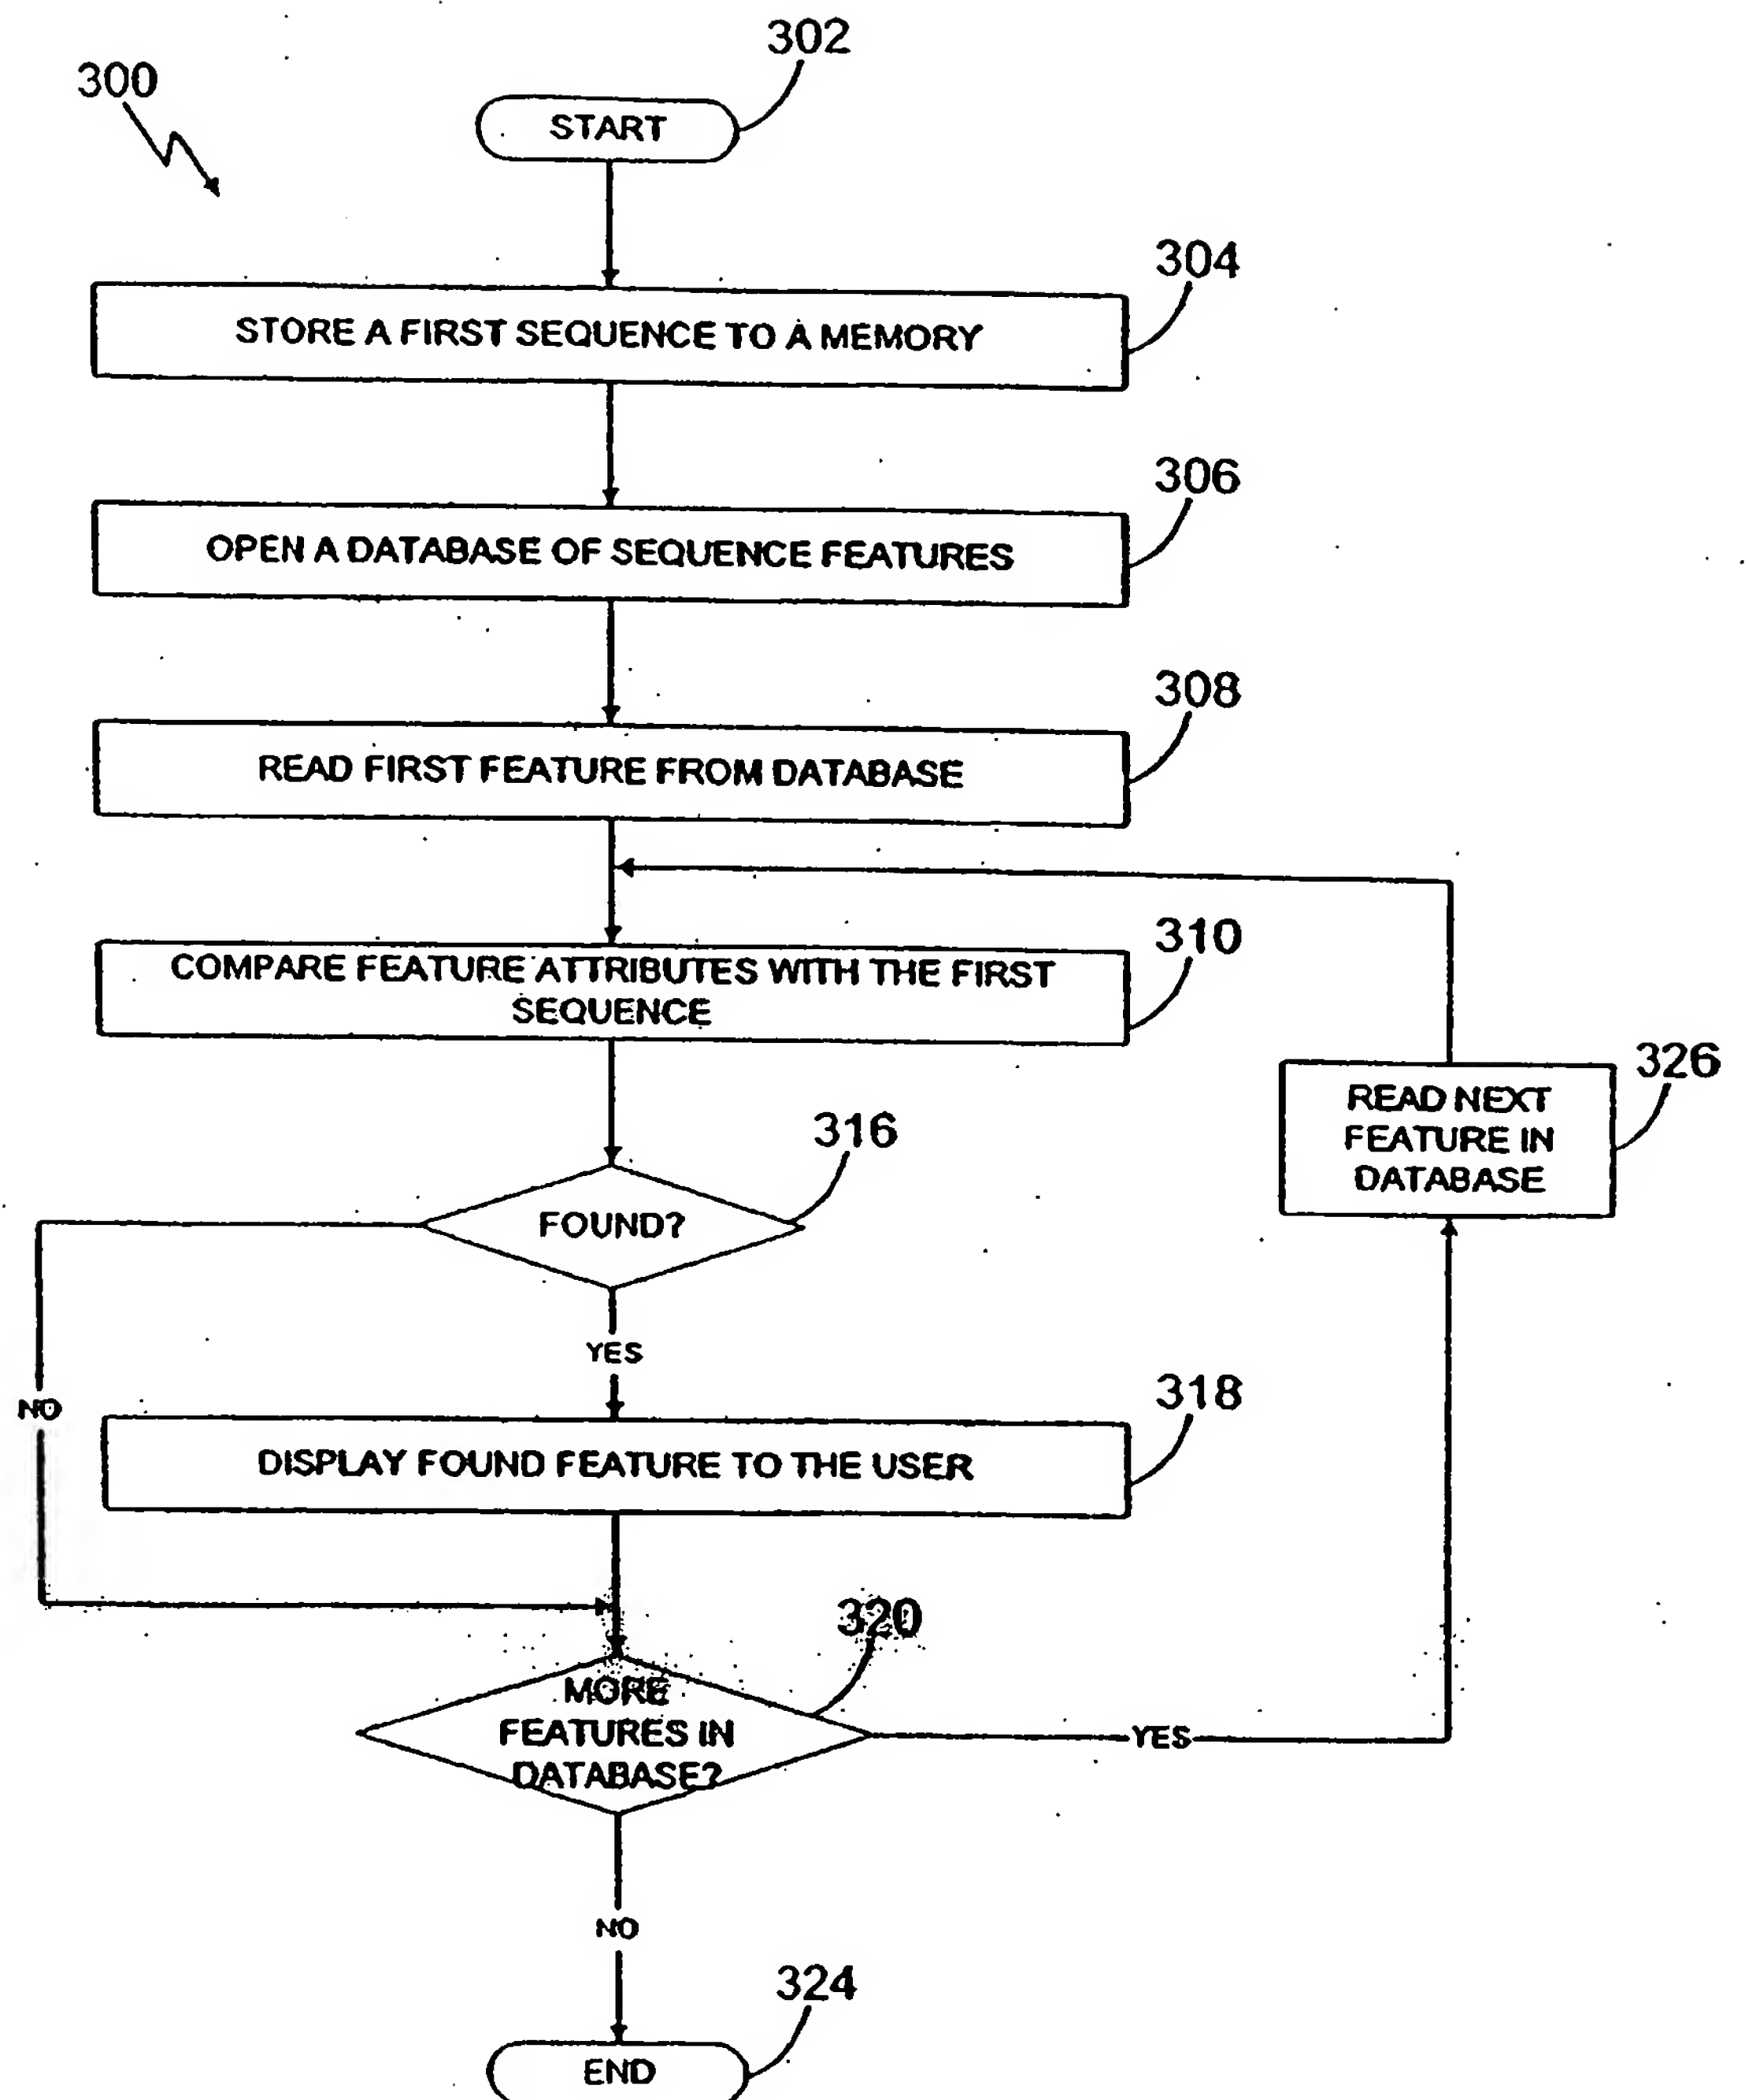 302
300
START
304
STORE A FIRST SEQUENCE TO A MEMORY
306
OPEN A DATABASE OF SEQUENCE FEATURES
308
READ FIRST FEATURE FROM DATABASE
310
COMPARE FEATURE ATTRIBUTES WITH THE FIRST
SEQUENCE
326
READ NEXT
FEATURE IN
DATABASE
316
FOUND?
YES
NO
318
DISPLAY FOUND FEATURE TO THE USER
320
MORE
FEATURES IN
DATABASE?
YES
NO
324
END